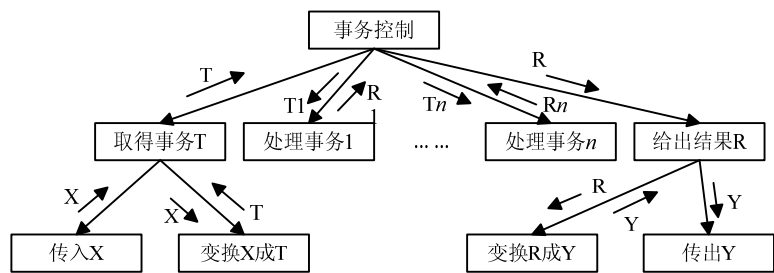 事务控制
T
T1
R
1
Tn
Rn
R
取得事务T
处理事务1
... ...
处理事务n
给出结果R
X
X
T
R
Y
Y
传入X
变换X成T
变换R成Y
传出Y